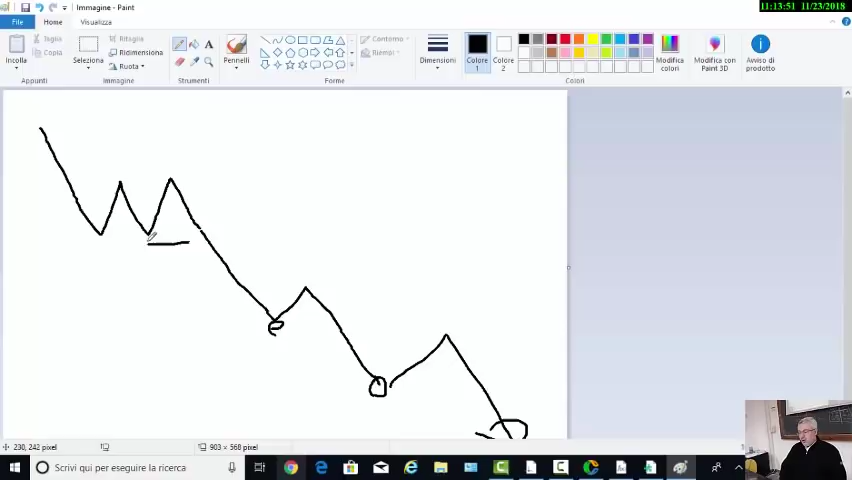 11:13:51 11/23/2018
Immagine - Paint
File Home Visualizza
Incolla
Taglia
Copia
Appunti
Seleziona
Ritaglia
Ridimensiona
Ruota
Immagine
A
Strumenti
Pennelli
Contorno
Riempi
Forme
Dimensioni
Colore
1
Colore
2
Modifica
colori
Colori
Modifica con
Paint 3D
Avviso di
prodotto
230, 242 pixel
903 × 568 pixel
Scrivi qui per eseguire la ricerca